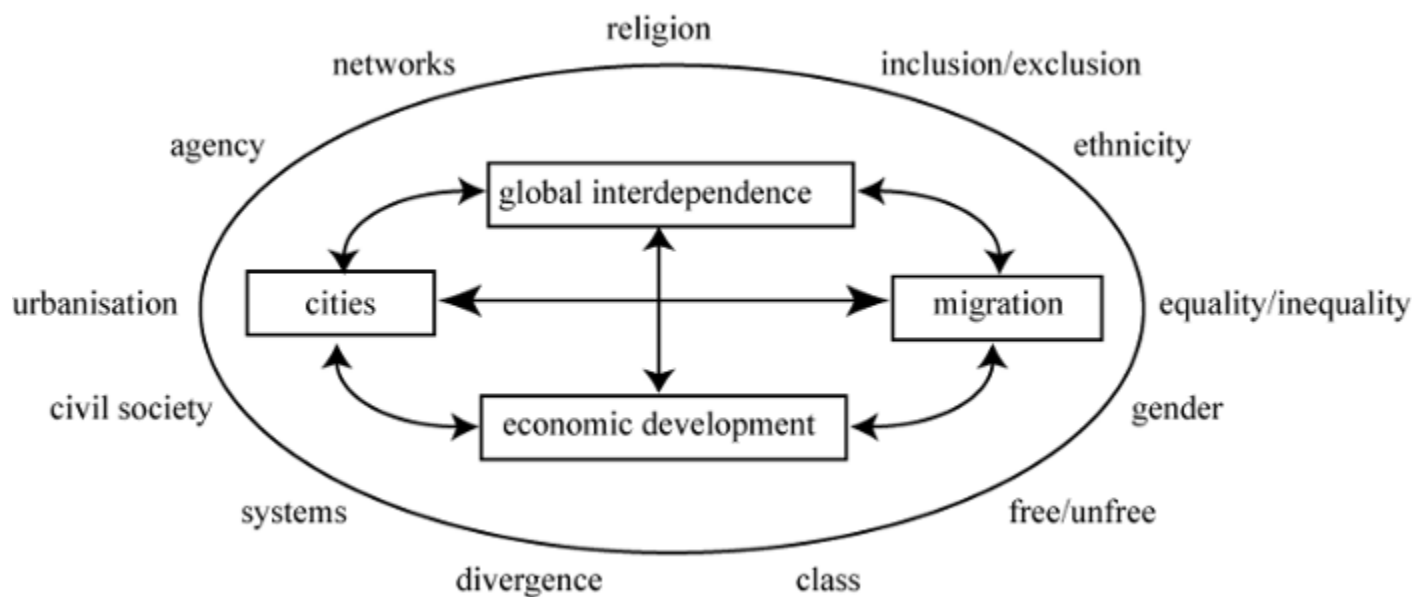 religion
networks
inclusion/exclusion
agency
ethnicity
global interdependence
urbanisation
cities
migration
equality/inequality
civil society
economic development
gender
systems
free/unfree
divergence
class